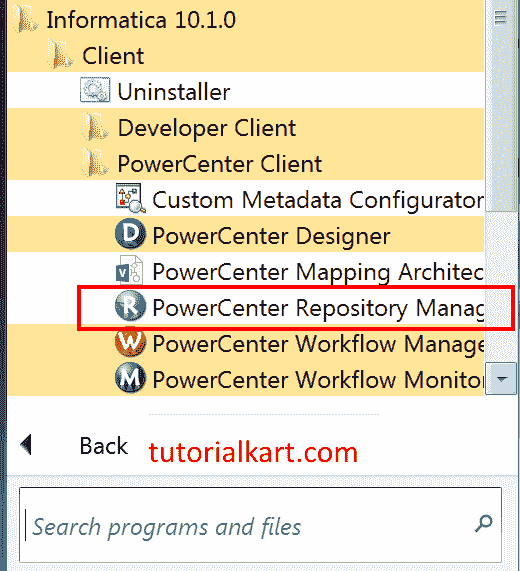 Informatica 10.1.0
Client
Uninstaller
Developer Client
PowerCenter Client
Custom Metadata Configurator
D PowerCenter Designer
V PowerCenter Mapping Architec
R PowerCenter Repository Manag
W PowerCenter Workflow Manage
M PowerCenter Workflow Monitor
Back
tutorialkart.com
Search programs and files